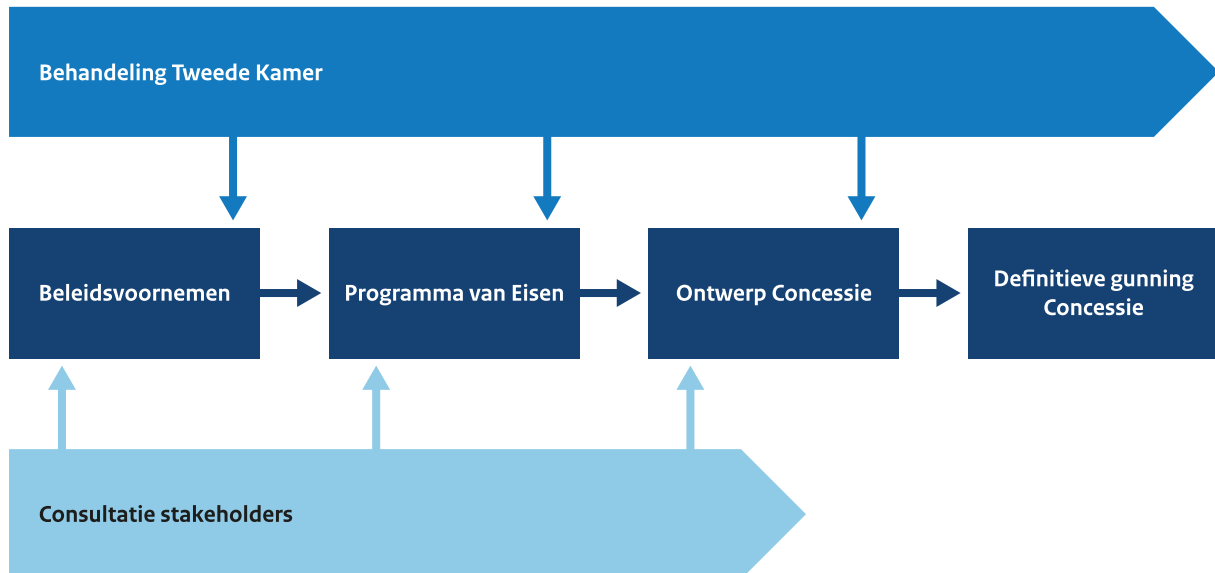 Behandeling Tweede Kamer
Beleidsvoornemen
Programma van Eisen
Ontwerp Concessie
Definitieve gunning
Concessie
Consultatie stakeholders